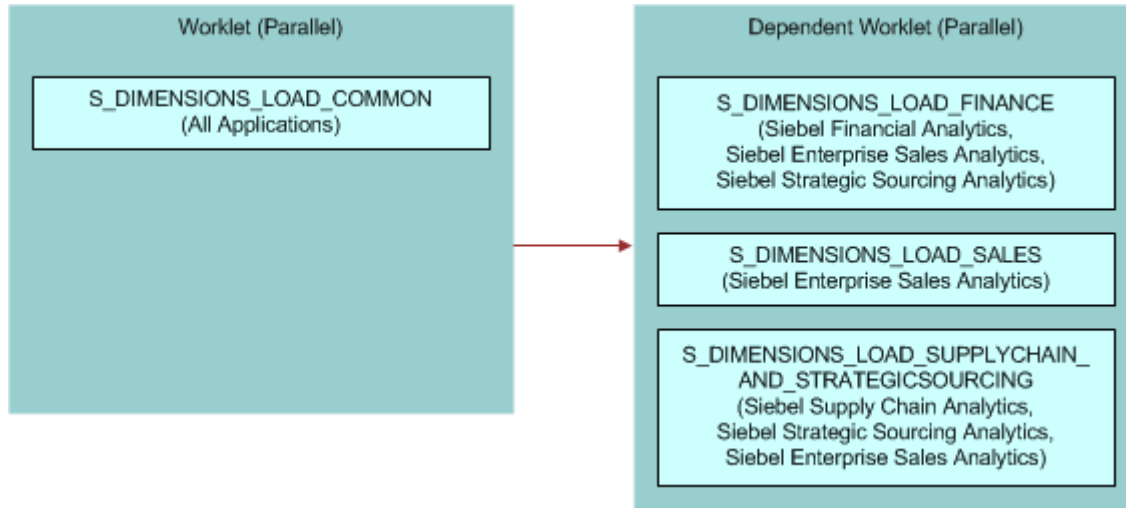 Worklet (Parallel)
S_DIMENSIONS_LOAD_COMMON
(All Applications)
Dependent Worklet (Parallel)
S_DIMENSIONS_LOAD_FINANCE
(Siebel Financial Analytics,
Siebel Enterprise Sales Analytics,
Siebel Strategic Sourcing Analytics)
S_DIMENSIONS_LOAD_SALES
(Siebel Enterprise Sales Analytics)
S_DIMENSIONS_LOAD_SUPPLYCHAIN_
AND_STRATEGICSOURCING
(Siebel Supply Chain Analytics,
Siebel Strategic Sourcing Analytics,
Siebel Enterprise Sales Analytics)